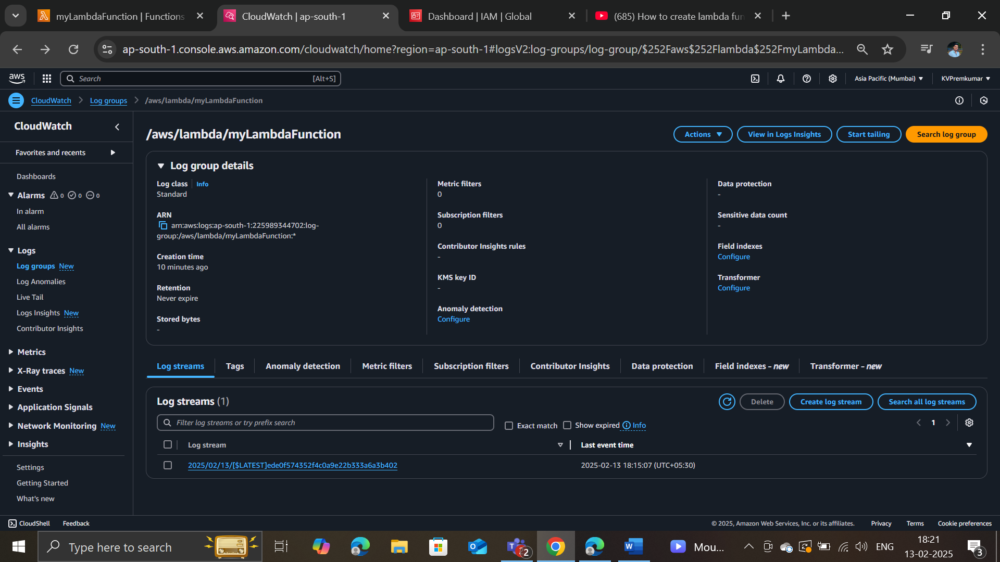 myLambdaFunction | Functions
CloudWatch | ap-south-1
Dashboard | IAM | Global
(685) How to create lambda fun
ap-south-1.console.aws.amazon.com/cloudwatch/home?region=ap-south-1#logsV2:log-groups/log-group/$252Faws$252Flambda$252FmyLambda...
aws
Search
[Alt+S]
Asia Pacific (Mumbai)
KVPremkumar
CloudWatch
Log groups
/aws/lambda/myLambdaFunction
CloudWatch
Favorites and recents
Dashboards
Alarms 0 0 0
In alarm
All alarms
Logs
Log groups New
Log Anomalies
Live Tail
Logs Insights New
Contributor Insights
Metrics
X-Ray traces New
Events
Application Signals
Network Monitoring New
Insights
Settings
Getting Started
What's new
/aws/lambda/myLambdaFunction
Actions
View in Logs Insights
Start tailing
Search log group
Log group details
Log class Info
Standard
ARN
arn:aws:logs:ap-south-1:225989344702:log-
group:/aws/lambda/myLambdaFunction:*
Creation time
10 minutes ago
Retention
Never expire
Stored bytes
-
Metric filters
0
Subscription filters
0
Contributor Insights rules
-
KMS key ID
-
Anomaly detection
Configure
Data protection
-
Sensitive data count
-
Field indexes
Configure
Transformer
Configure
Log streams
Tags
Anomaly detection
Metric filters
Subscription filters
Contributor Insights
Data protection
Field indexes - new
Transformer - new
Log streams (1)
Delete
Create log stream
Search all log streams
Filter log streams or try prefix search
Exact match
Show expired
Info
1
Log stream
Last event time
2025/02/13/[$LATEST]ede0f574352f4c0a9e22b333a6a3b402
2025-02-13 18:15:07 (UTC+05:30)
CloudShell
Feedback
© 2025, Amazon Web Services, Inc. or its affiliates.
Privacy
Terms
Cookie preferences
Type here to search
2
Mou...
ENG
18:21
13-02-2025
3